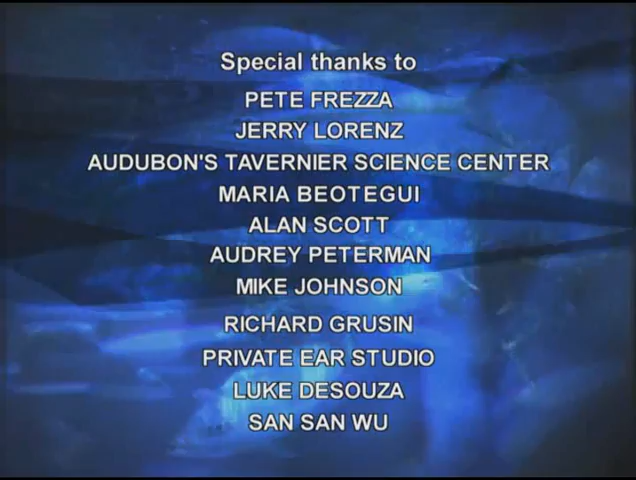 Special thanks to
PETE FREZZA
JERRY LORENZ
AUDUBON'S TAVERNIER SCIENCE CENTER
MARIA BEOTEGUI
ALAN SCOTT
AUDREY PETERMAN
MIKE JOHNSON
RICHARD GRUSIN
PRIVATE EAR STUDIO
LUKE DESOUZA
SAN SAN WU